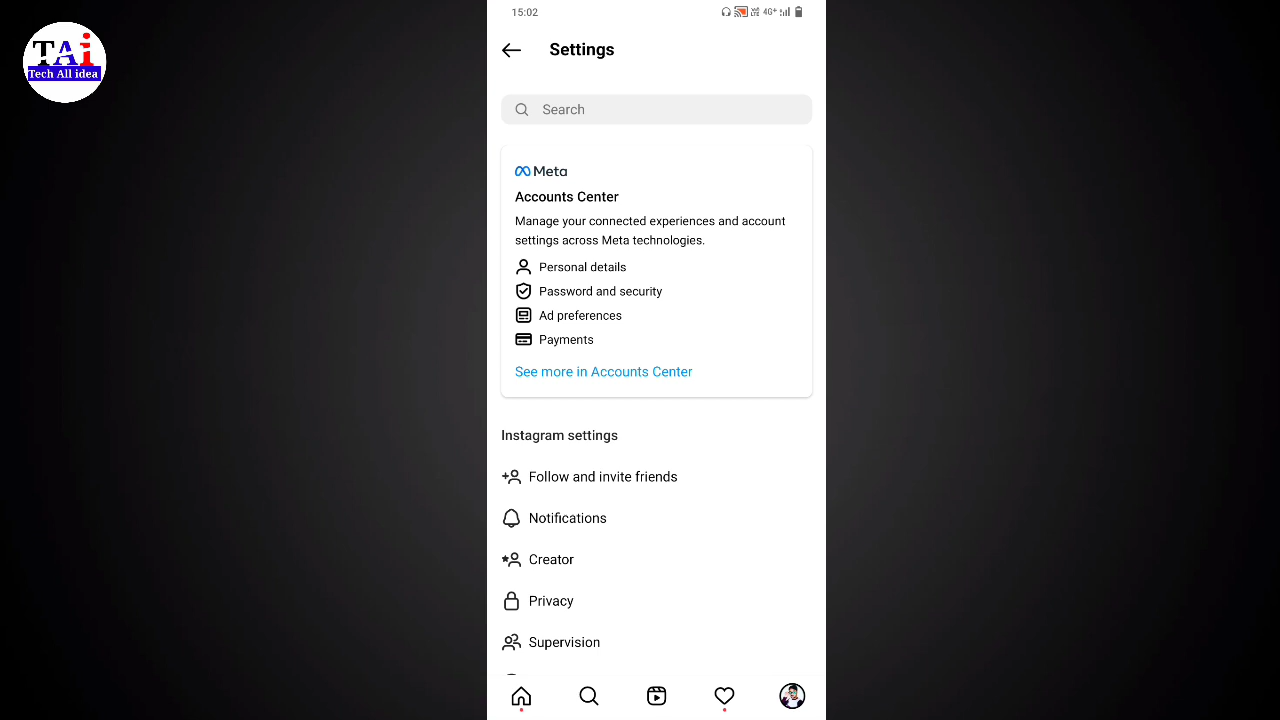 TAi
Tech All idea
15:02
4G+
Settings
Search
Meta
Accounts Center
Manage your connected experiences and account
settings across Meta technologies.
Personal details
Password and security
Ad preferences
Payments
See more in Accounts Center
Instagram settings
Follow and invite friends
Notifications
Creator
Privacy
Supervision